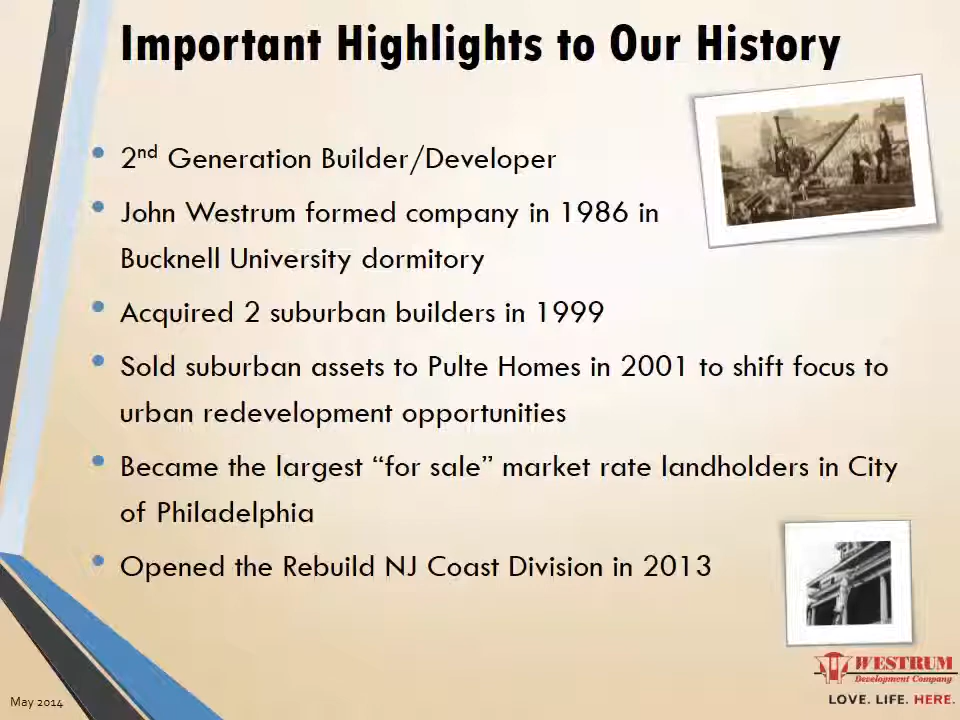 Important Highlights to Our History
2nd Generation Builder/Developer
John Westrum formed company in 1986 in
Bucknell University dormitory
Acquired 2 suburban builders in 1999
Sold suburban assets to Pulte Homes in 2001 to shift focus to
urban redevelopment opportunities
Became the largest “for sale” market rate landholders in City
of Philadelphia
Opened the Rebuild NJ Coast Division in 2013
WESTRUM
Development Company
LOVE. LIFE. HERE.
May 2014